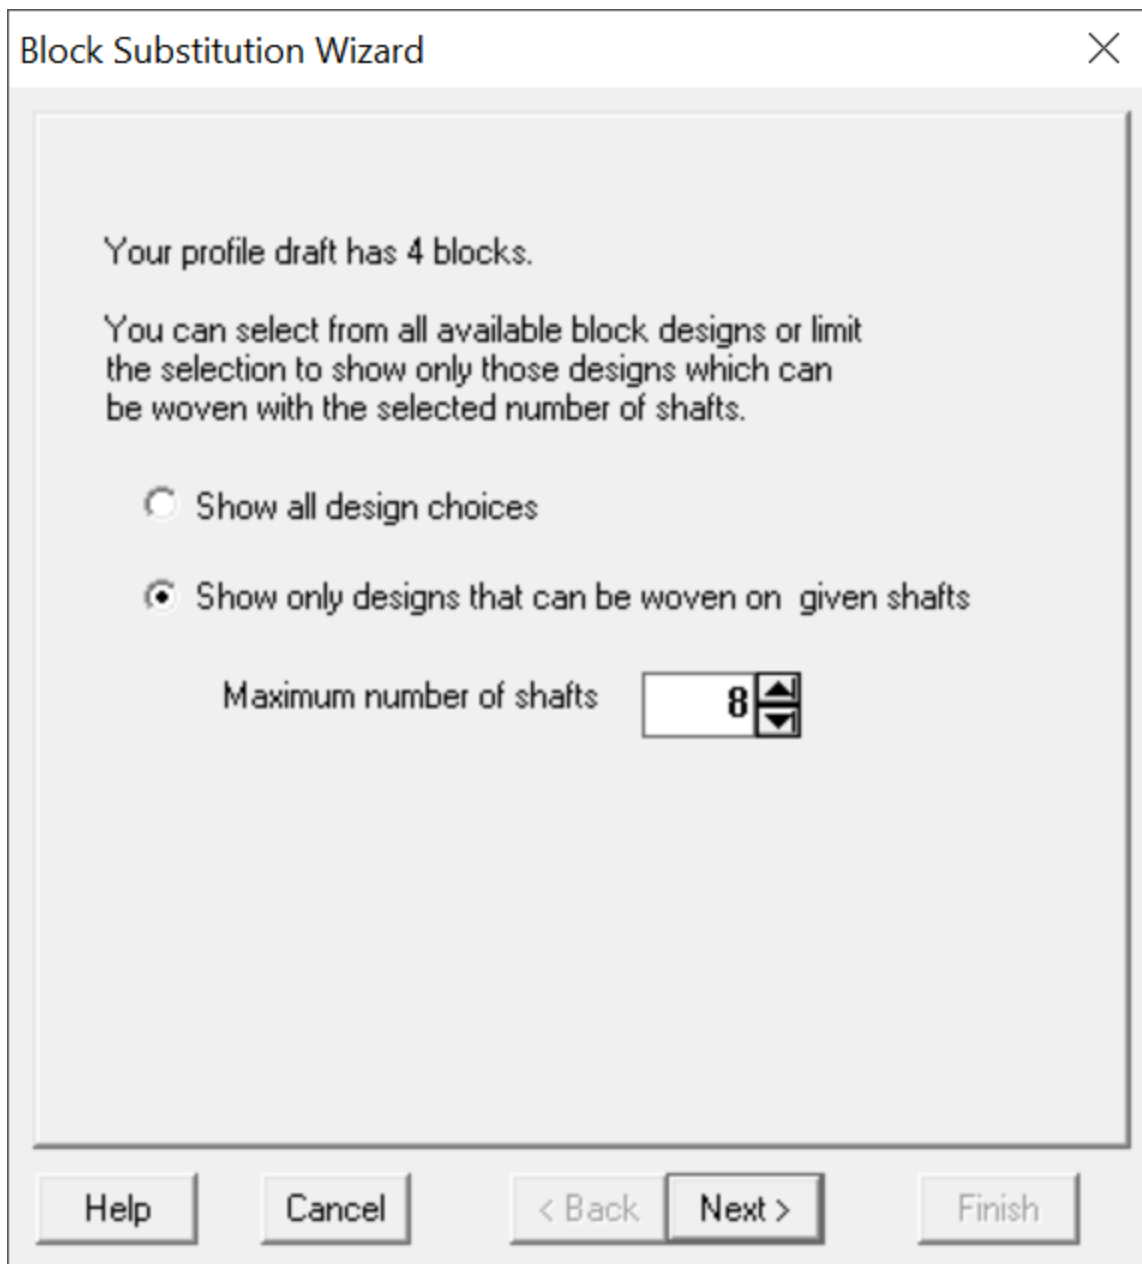 Block Substitution Wizard
Your profile draft has 4 blocks.
You can select from all available block designs or limit
the selection to show only those designs which can
be woven with the selected number of shafts.
Show all design choices
Show only designs that can be woven on  given shafts
Maximum number of shafts 8
Help Cancel < Back Next > Finish